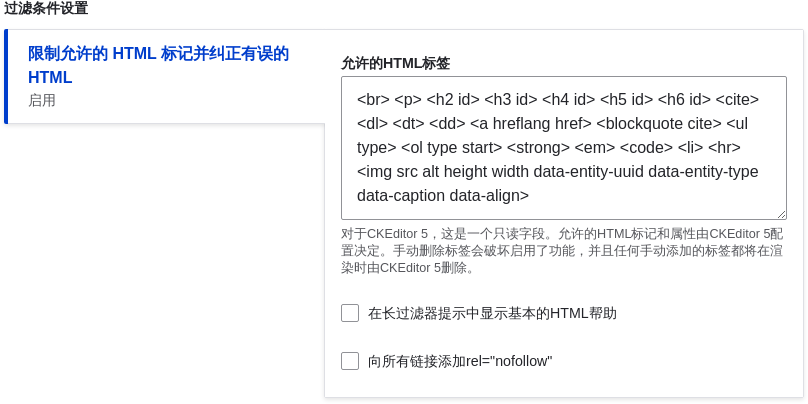 过滤条件设置
限制允许的 HTML 标记并纠正有误的
HTML
启用
允许的HTML标签
<br> <p> <h2 id> <h3 id> <h4 id> <h5 id> <h6 id> <cite>
<dl> <dt> <dd> <a hreflang href> <blockquote cite> <ul
type> <ol type start> <strong> <em> <code> <li> <hr>
<img src alt height width data-entity-uuid data-entity-type
data-caption data-align>
对于CKEditor 5，这是一个只读字段。允许的HTML标记和属性由CKEditor 5配
置决定。手动删除标签会破坏启用了功能，并且任何手动添加的标签都将在渲
染时由CKEditor 5删除。
在长过滤器提示中显示基本的HTML帮助
向所有链接添加rel="nofollow"